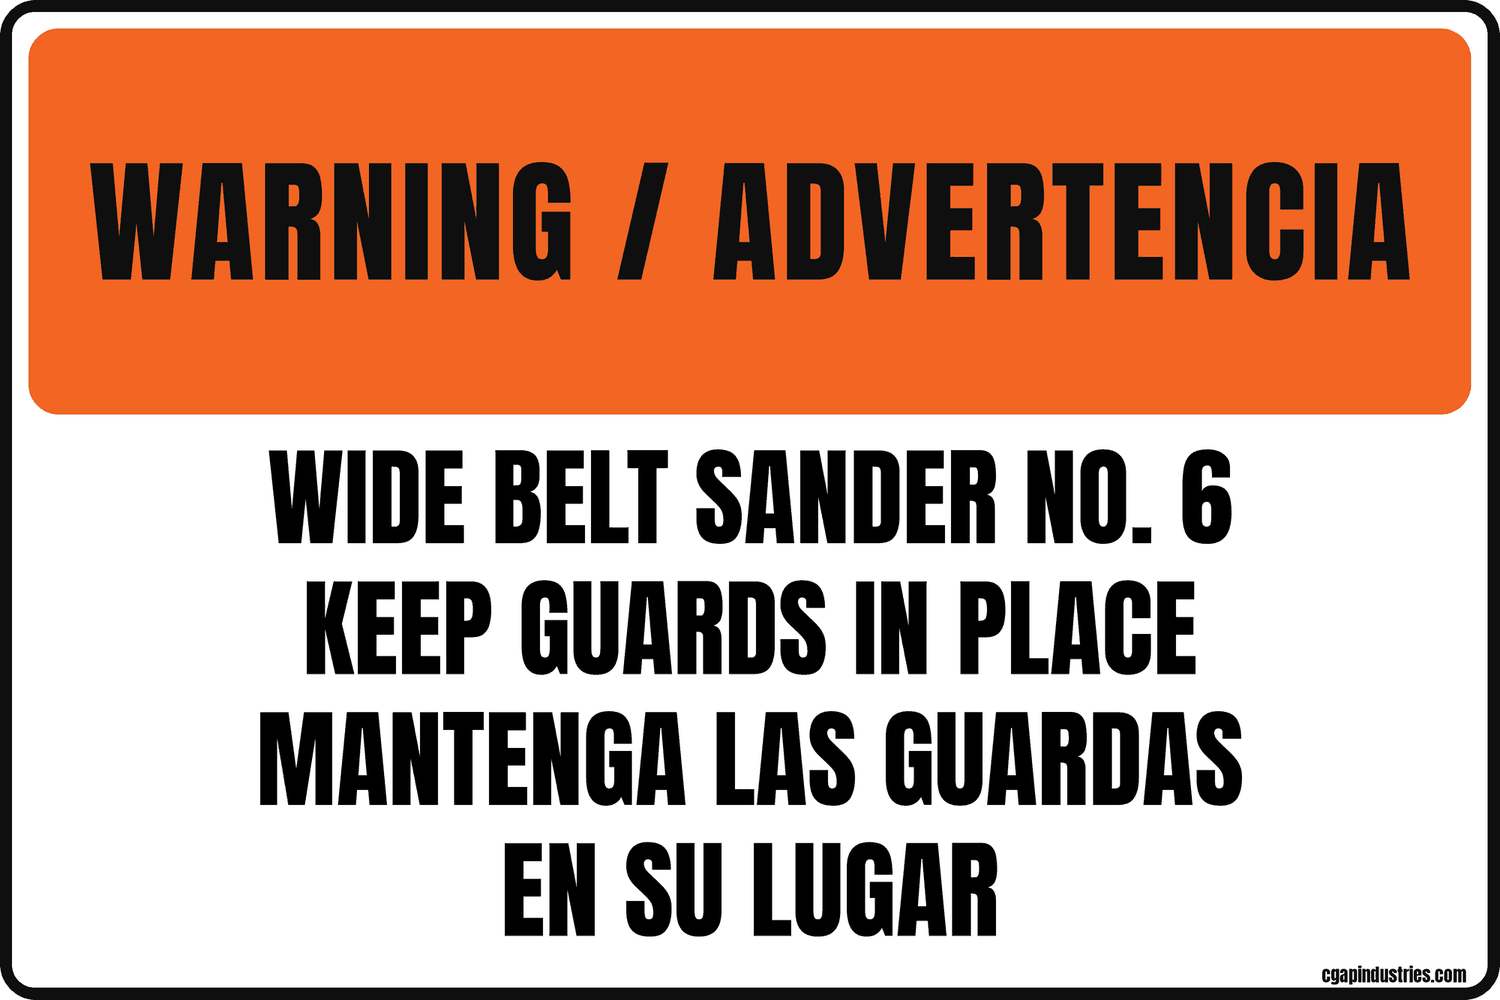 WARNING / ADVERTENCIA
WIDE BELT SANDER NO. 6
KEEP GUARDS IN PLACE
MANTENGA LAS GUARDAS
EN SU LUGAR
cgapindustries.com